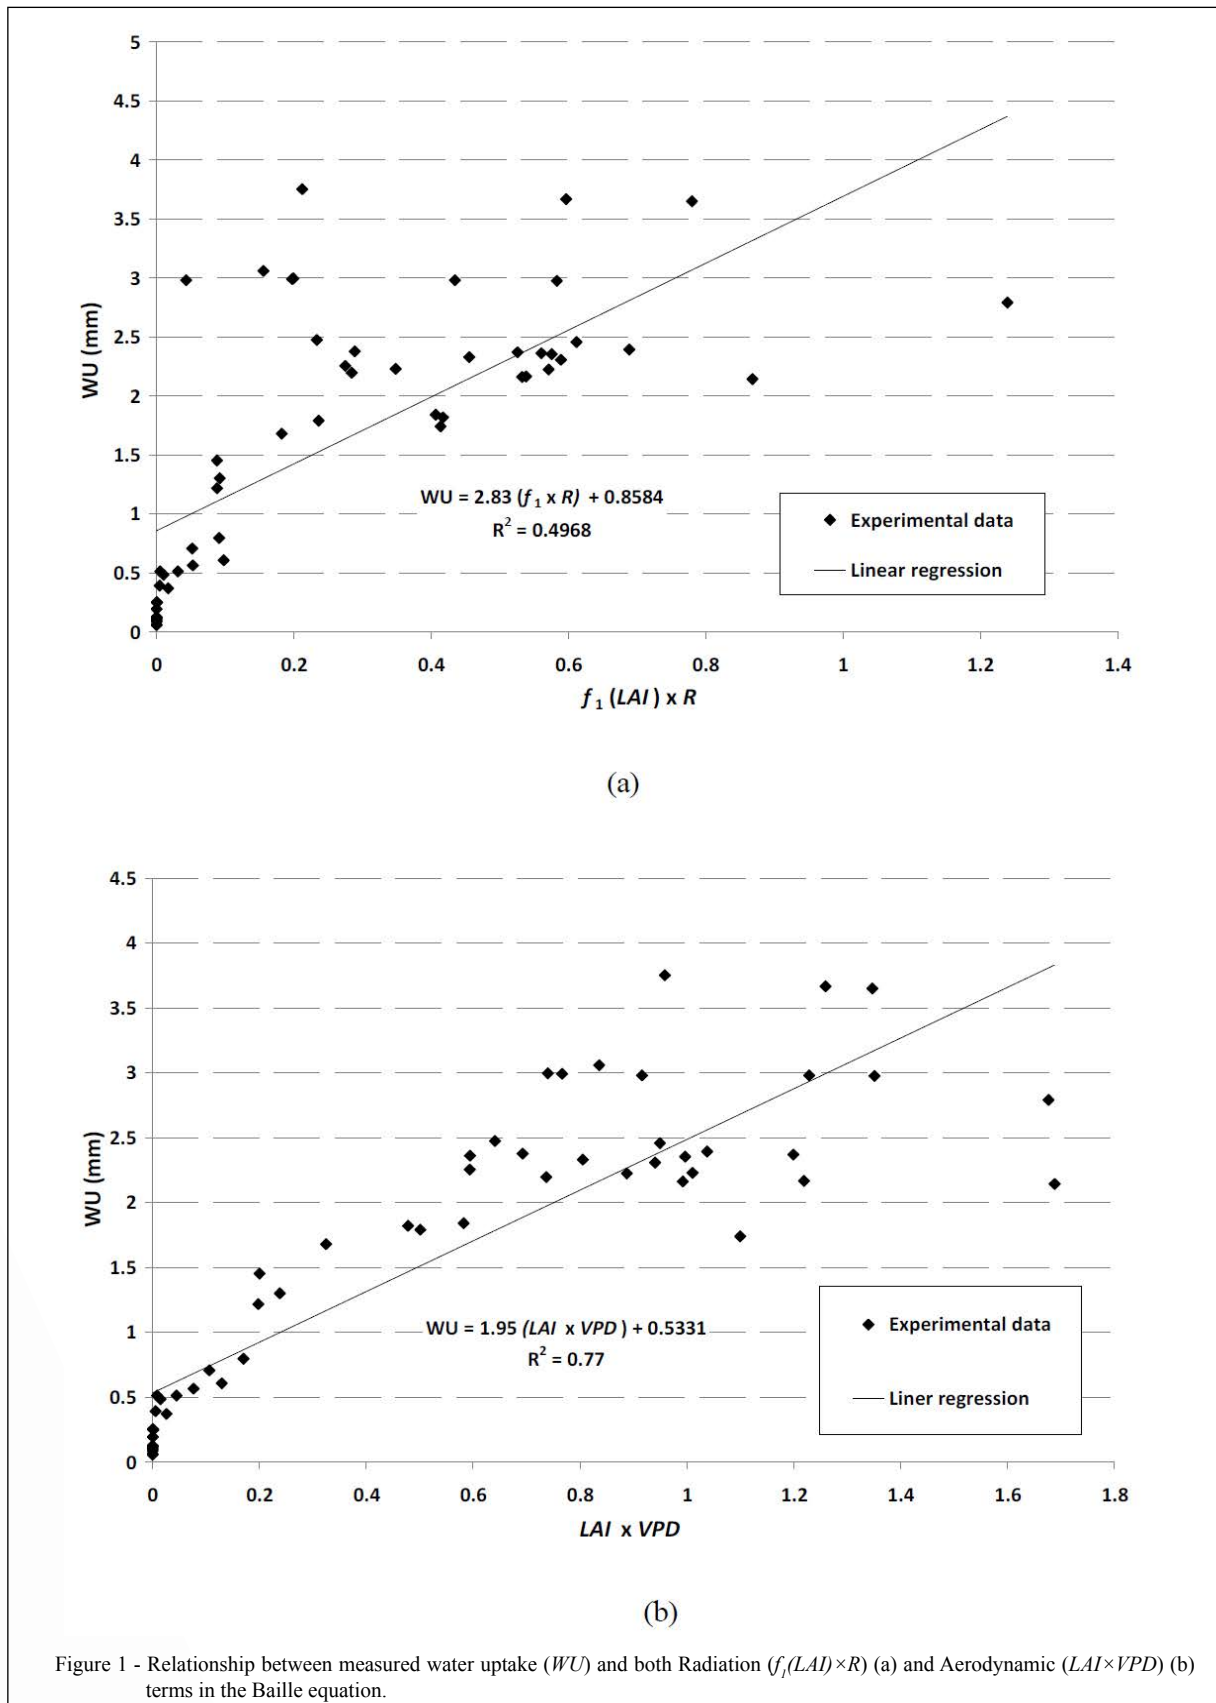 5
4.5
4
3.5
3
2.5
2
1.5
1
0.5
0
WU (mm)
WU = 2.83 (f 1 x R) + 0.8584
R2 = 0.4968
Experimental data
Linear regression
0 0.2 0.4 0.6 0.8 1 1.2 1.4
f 1 (LAI ) x R
(a)
4.5
4
3.5
3
2.5
2
1.5
1
0.5
0
WU (mm)
WU = 1.95 (LAI x VPD ) + 0.5331
R2 = 0.77
Experimental data
Liner regression
0 0.2 0.4 0.6 0.8 1 1.2 1.4 1.6 1.8
LAI x VPD
(b)
Figure 1 - Relationship between measured water uptake (WU) and both Radiation (f1(LAI)×R) (a) and Aerodynamic (LAI×VPD) (b)
terms in the Baille equation.